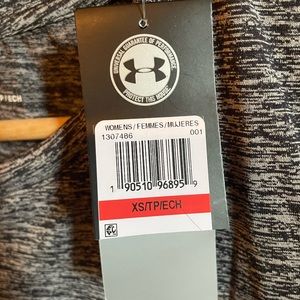 UNIVERSAL GUARANTEE OF PERFORMANCE
PROTECT THIS HOUSE
WOMENS/FEMMES/MUJERES
1307486 001
1 90510 96895 9
XS/TP/ECH